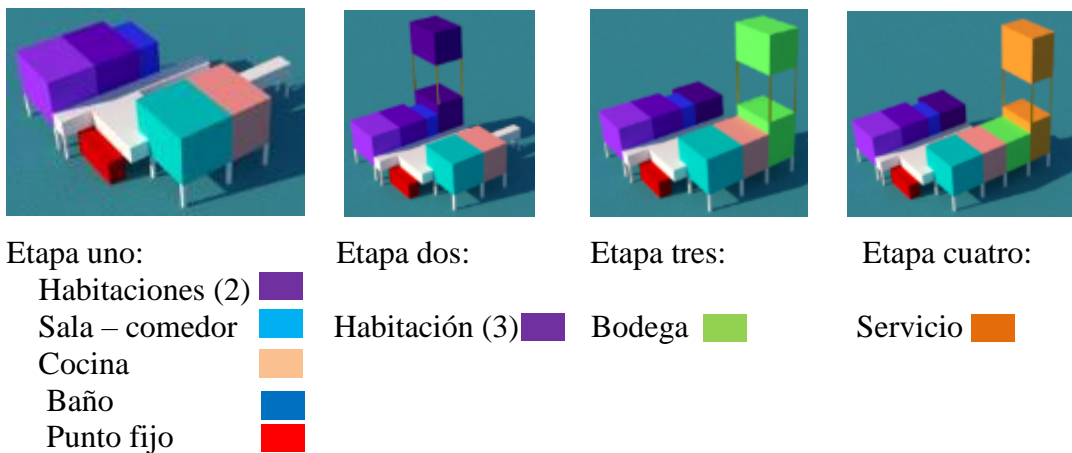 Etapa uno:
Habitaciones (2)
Sala – comedor
Cocina
Baño
Punto fijo
Etapa dos:
Habitación (3)
Etapa tres:
Bodega
Etapa cuatro:
Servicio